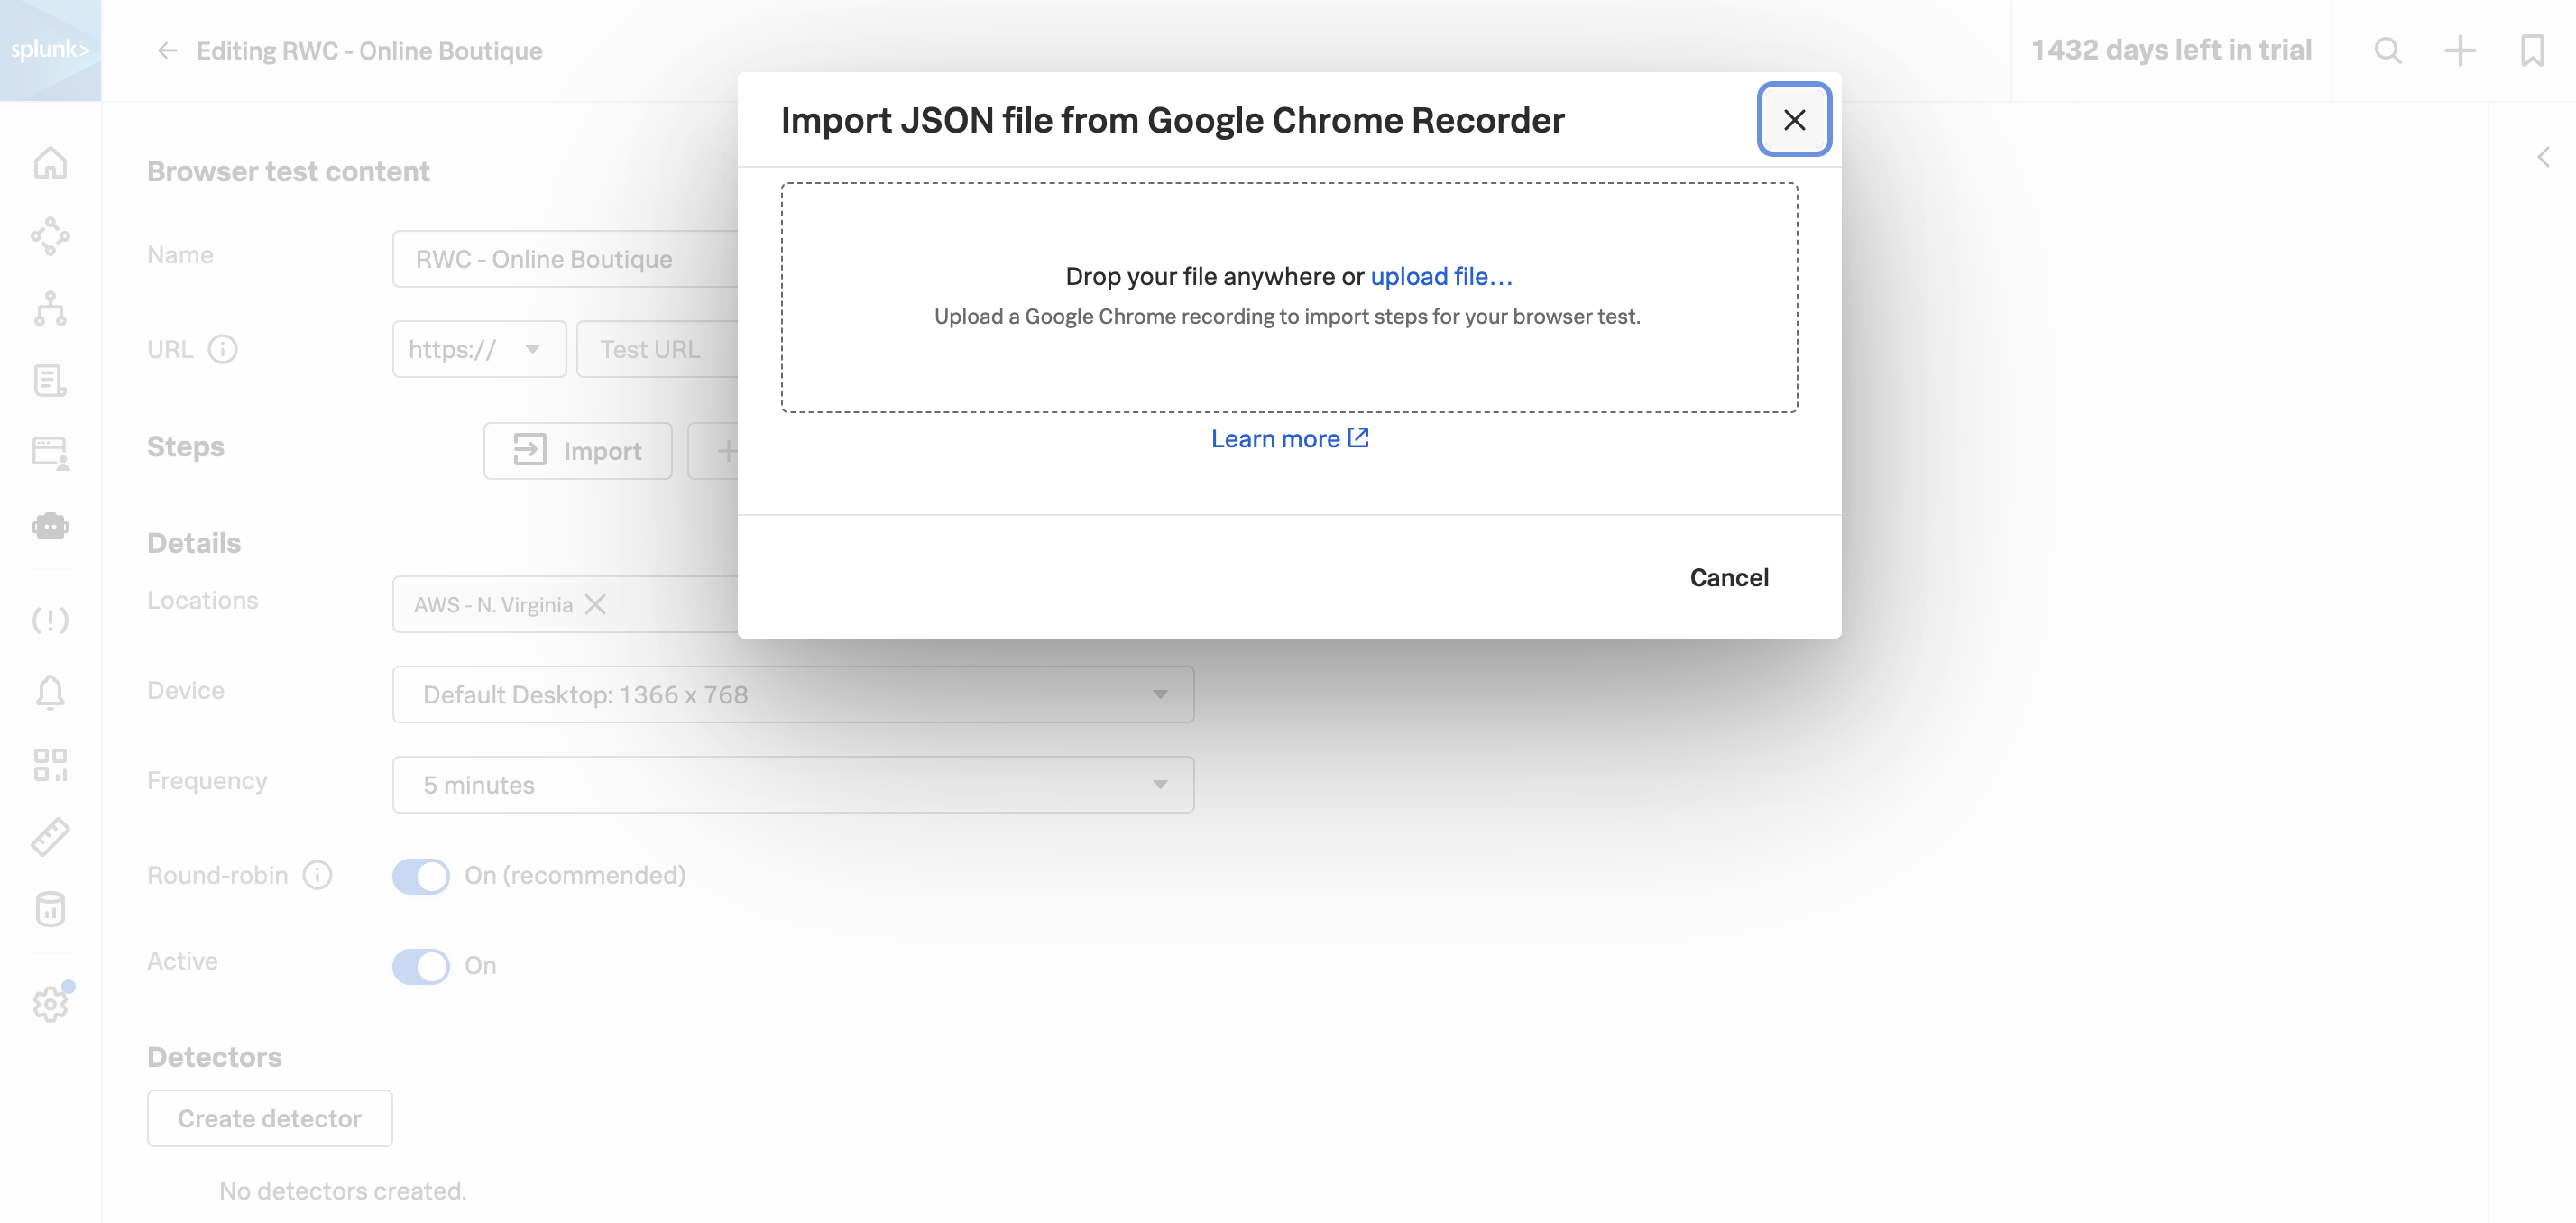 splunk>
Editing RWC - Online Boutique
1432 days left in trial
Import JSON file from Google Chrome Recorder
Drop your file anywhere or upload file...
Upload a Google Chrome recording to import steps for your browser test.
Learn more
Cancel
Browser test content
Name
RWC - Online Boutique
URL
https://
Test URL
Steps
Import
Details
Locations
AWS - N. Virginia
Device
Default Desktop: 1366 x 768
Frequency
5 minutes
Round-robin
On (recommended)
Active
On
Detectors
Create detector
No detectors created.